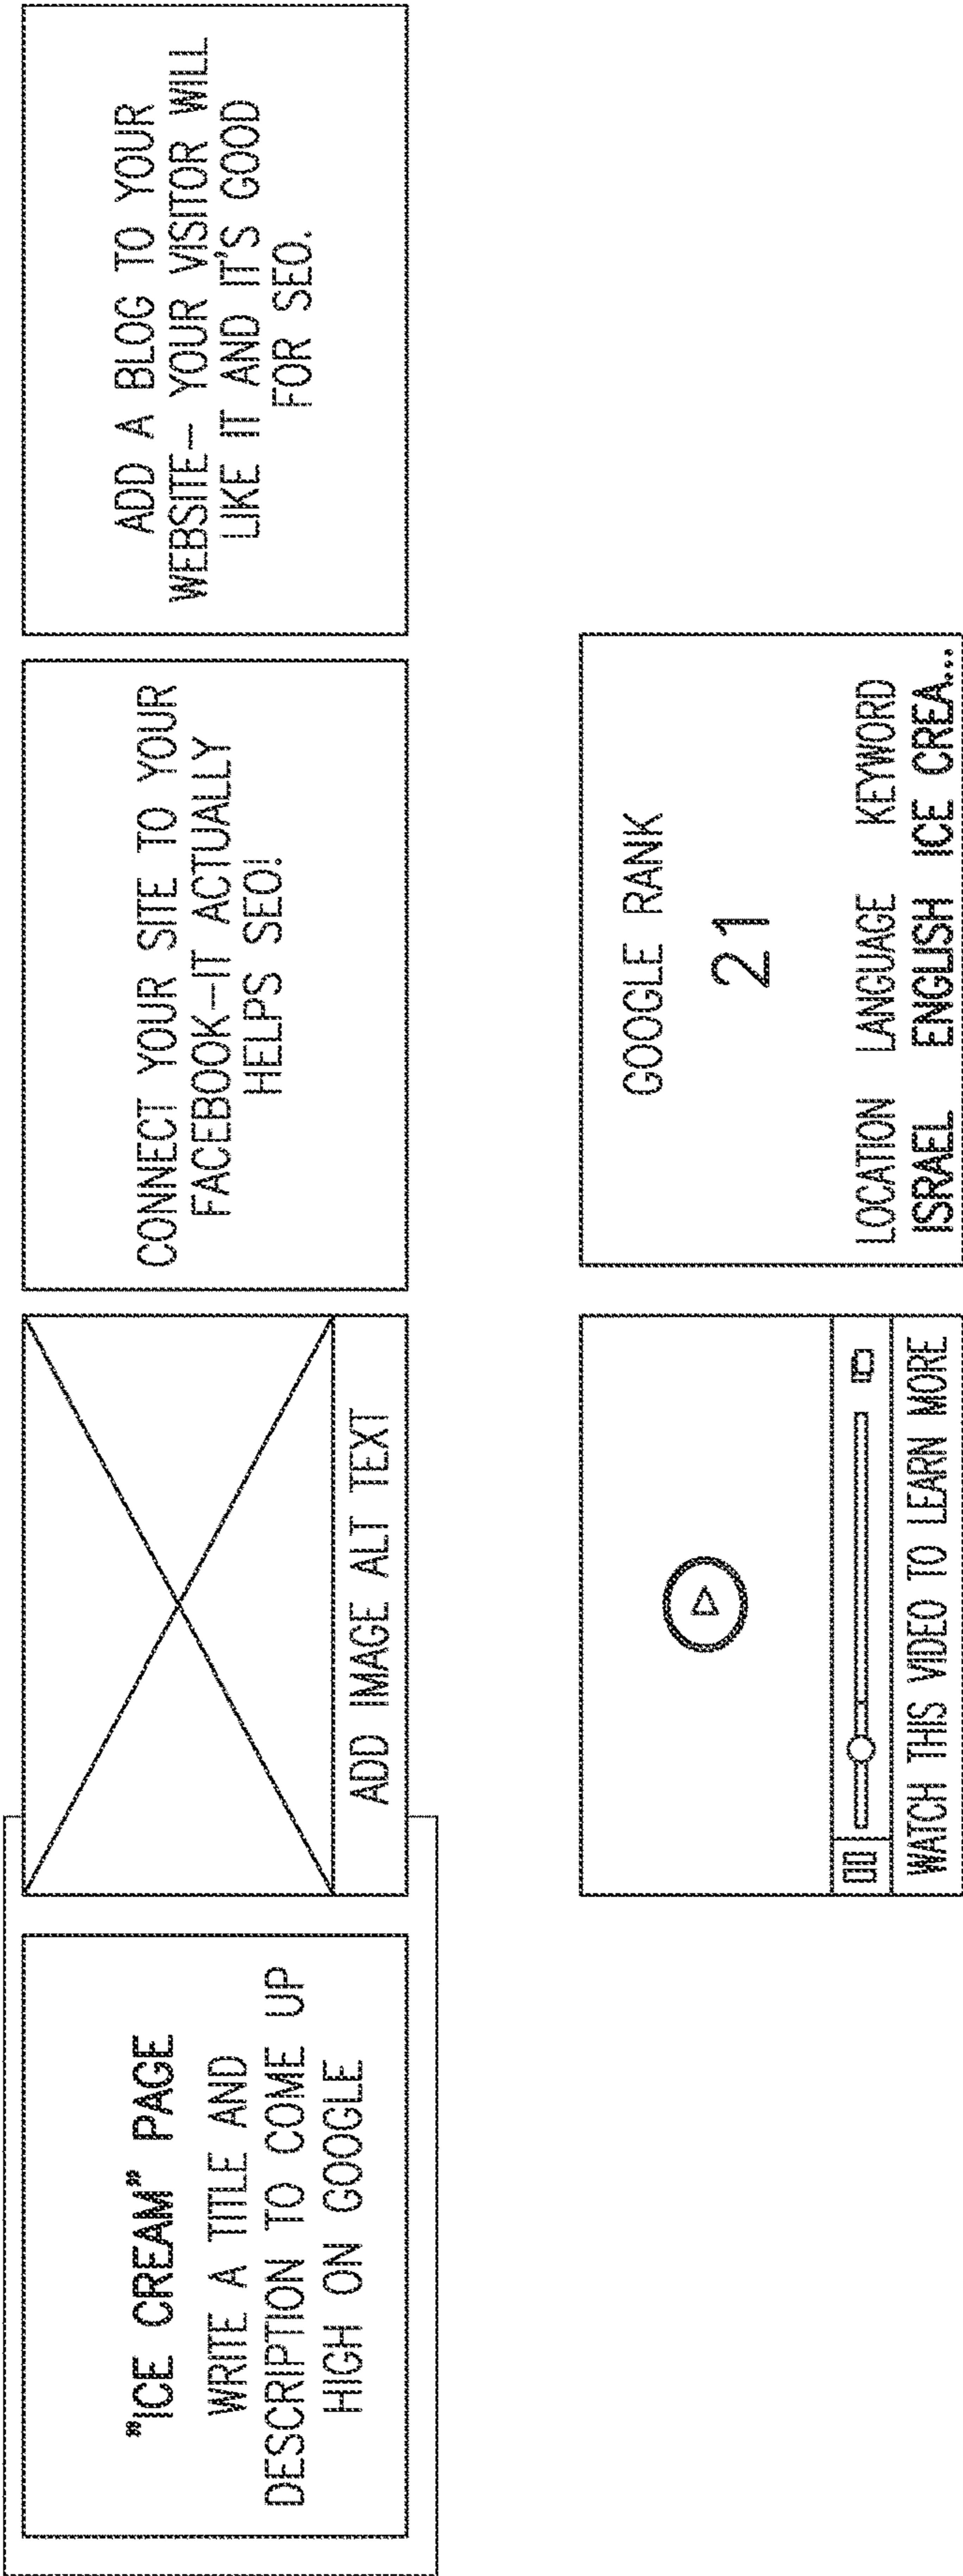 "ICE CREAM" PAGE
WRITE A TITLE AND
DESCRIPTION TO COME UP
HIGH ON GOOGLE
ADD IMAGE ALT TEXT
CONNECT YOUR SITE TO YOUR
FACEBOOK-IT ACTUALLY
HELPS SEO!
ADD A BLOG TO YOUR
WEBSITE- YOUR VISITOR WILL
LIKE IT AND IT'S GOOD
FOR SEO.
WATCH THIS VIDEO TO LEARN MORE
GOOGLE RANK
21
LOCATION LANGUAGE KEYWORD
ISRAEL ENGLISH ICE CREA...